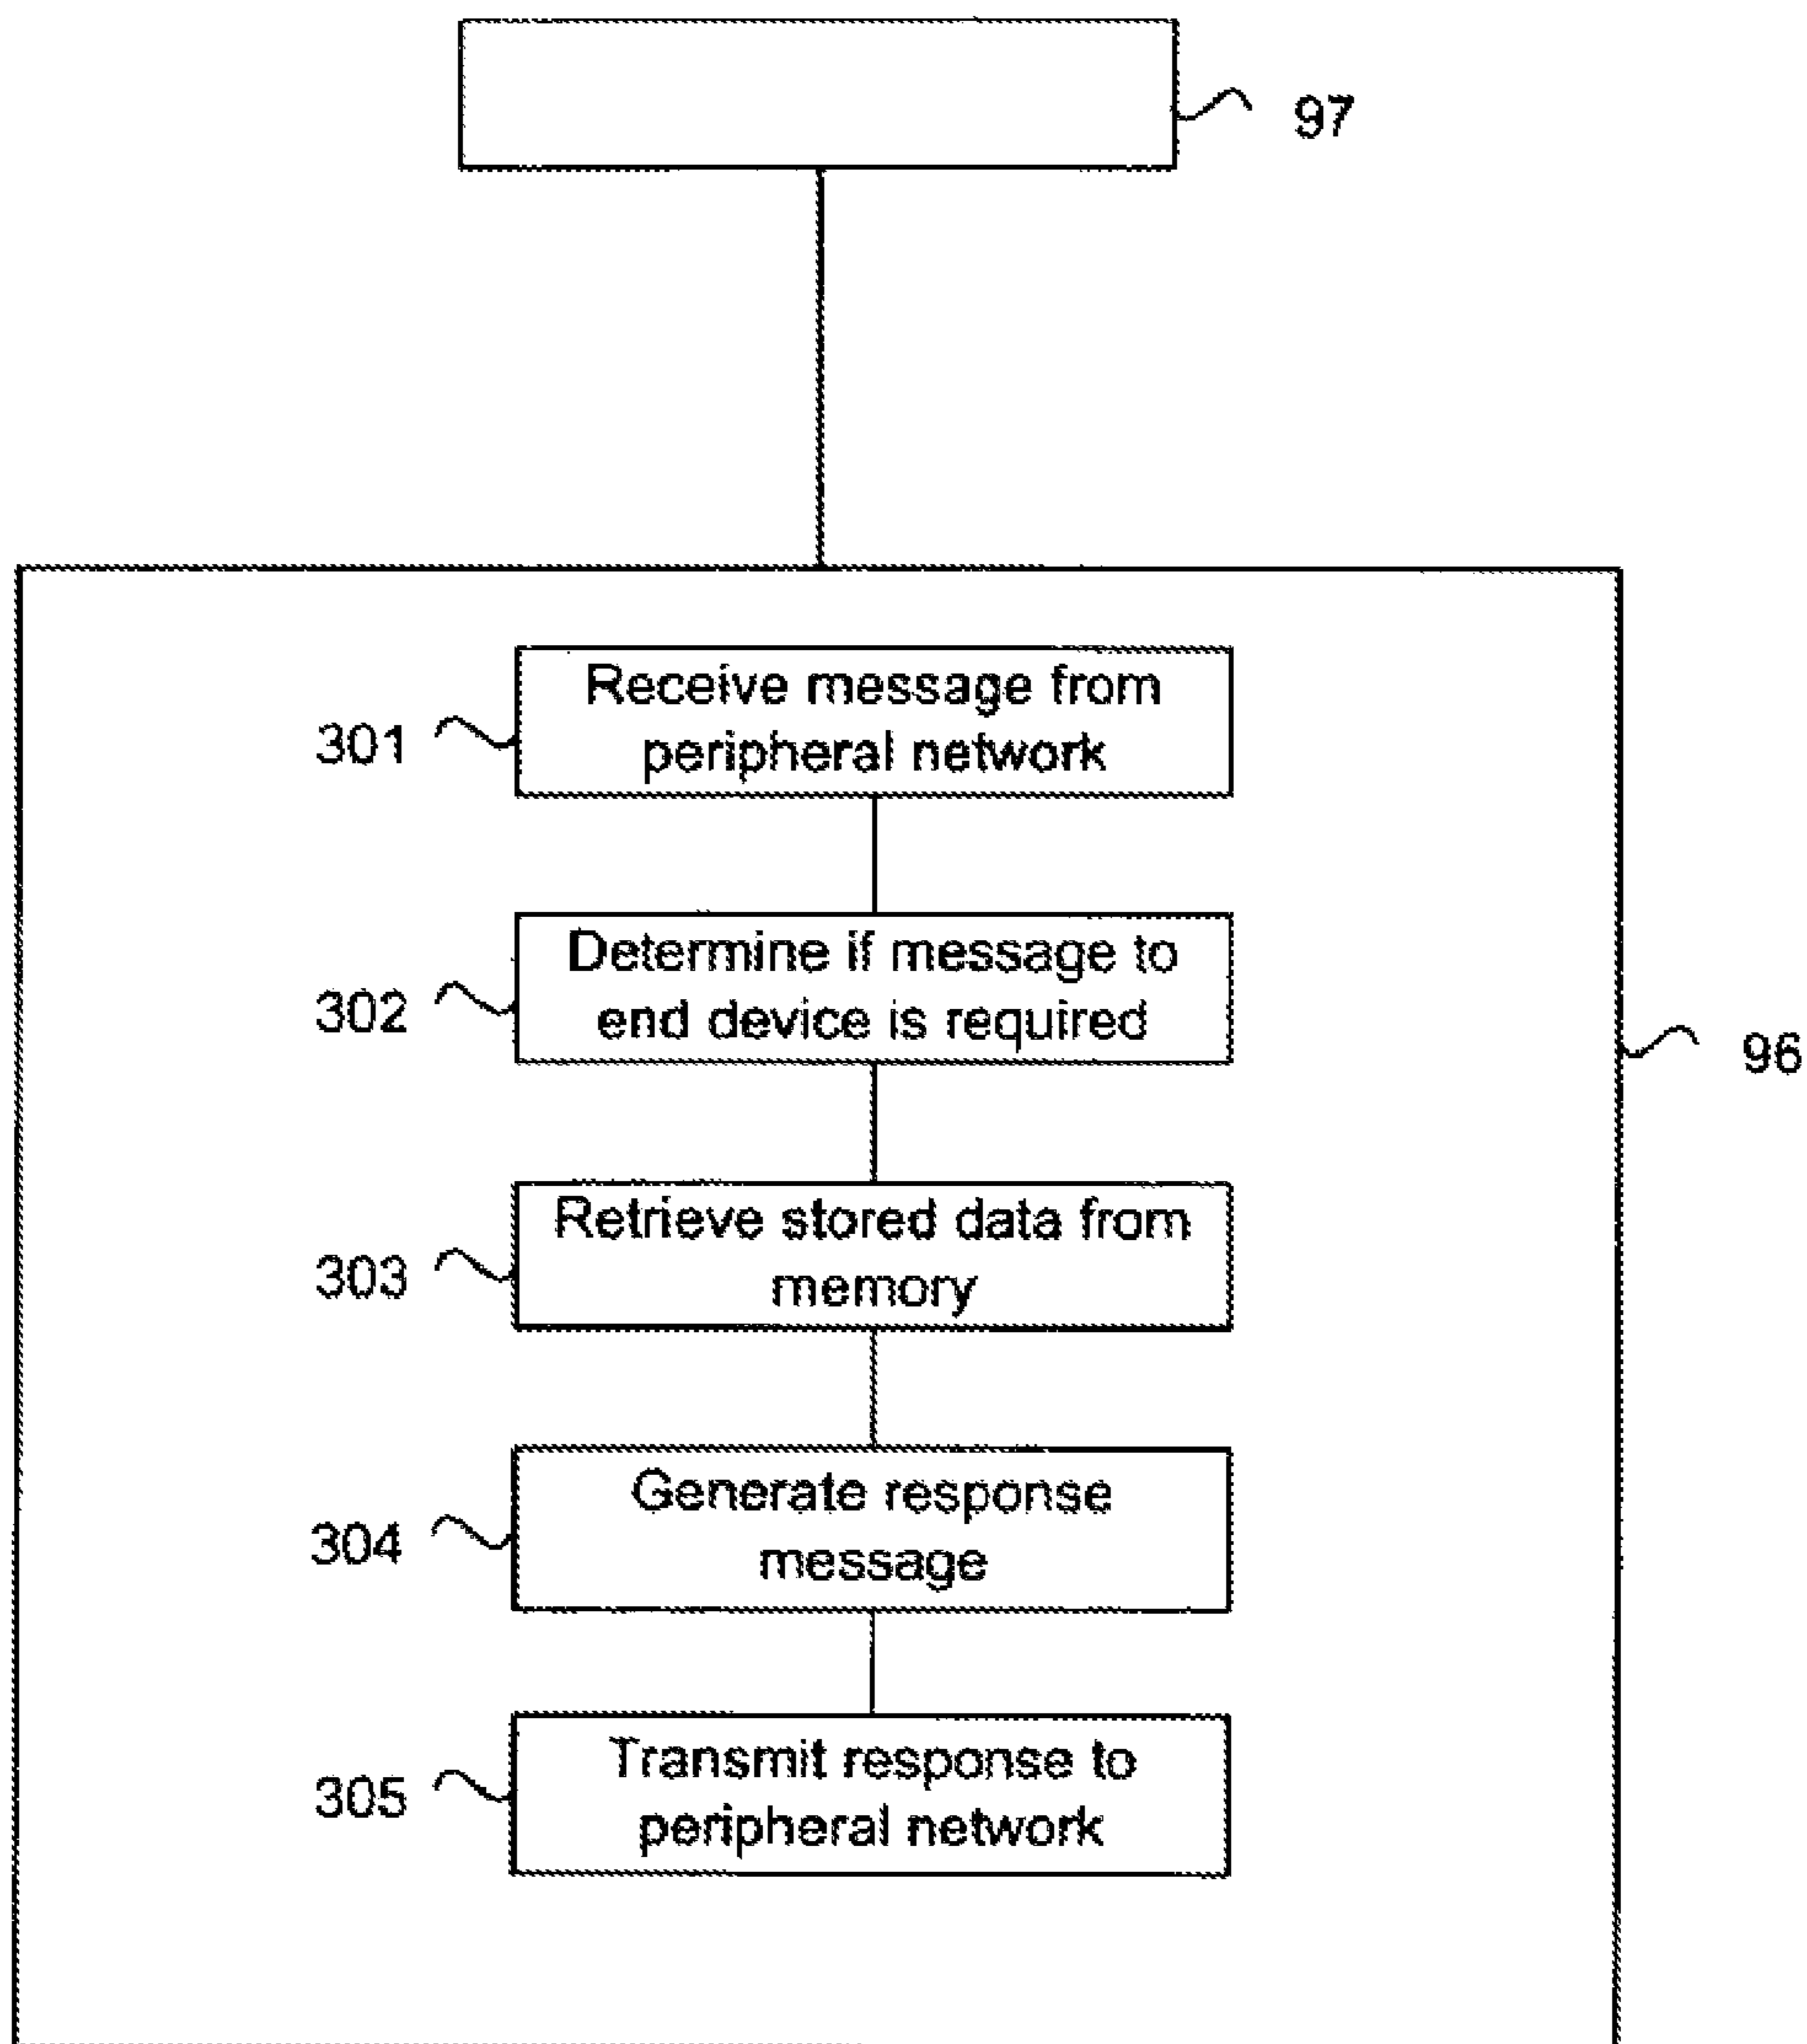 97
Receive message from
peripheral network
301
Determine if message to
end device is required
302
96
Retrieve stored data from
memory
303
Generate response
message
304
Transmit response to
peripheral network
305